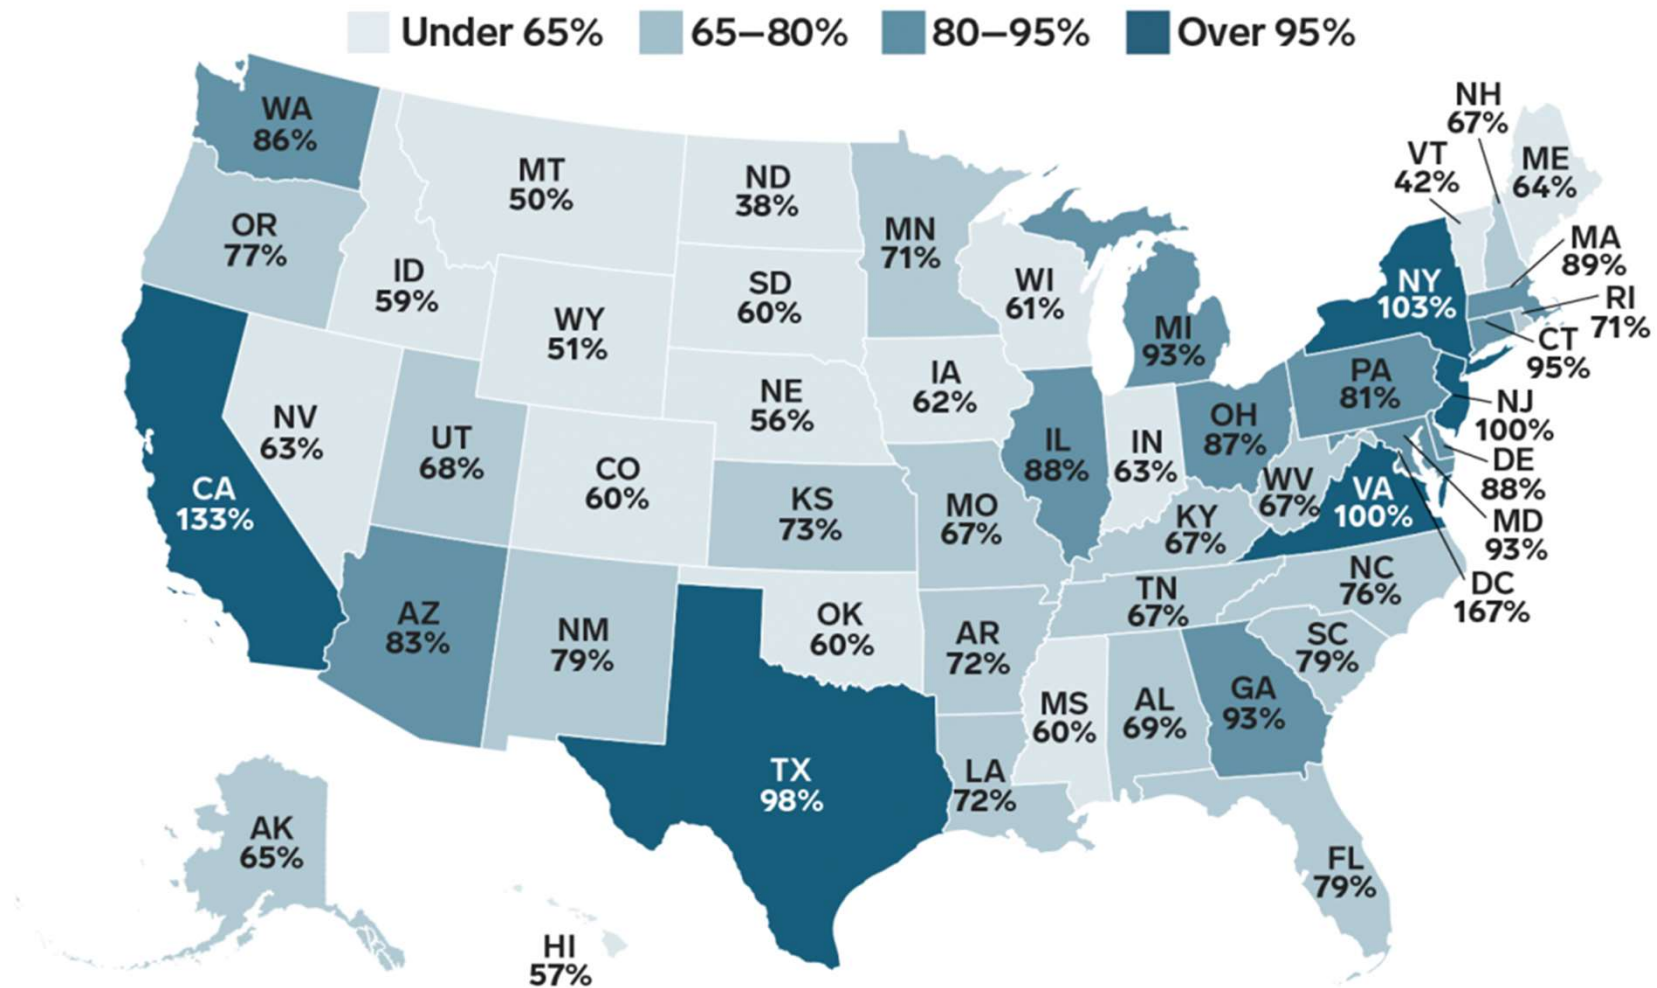 Under 65%
65–80%
80–95%
Over 95%
WA
86%
OR
77%
CA
133%
ID
59%
NV
63%
MT
50%
WY
51%
UT
68%
AZ
83%
CO
60%
NM
79%
ND
38%
SD
60%
NE
56%
KS
73%
OK
60%
TX
98%
MN
71%
IA
62%
MO
67%
AR
72%
LA
72%
WI
61%
IL
88%
MI
93%
IN
63%
OH
87%
KY
67%
TN
67%
MS
60%
AL
69%
GA
93%
FL
79%
SC
79%
NC
76%
WV
67%
VA
100%
PA
81%
NY
103%
VT
42%
NH
67%
ME
64%
MA
89%
RI
71%
CT
95%
NJ
100%
DE
88%
MD
93%
DC
167%
AK
65%
HI
57%